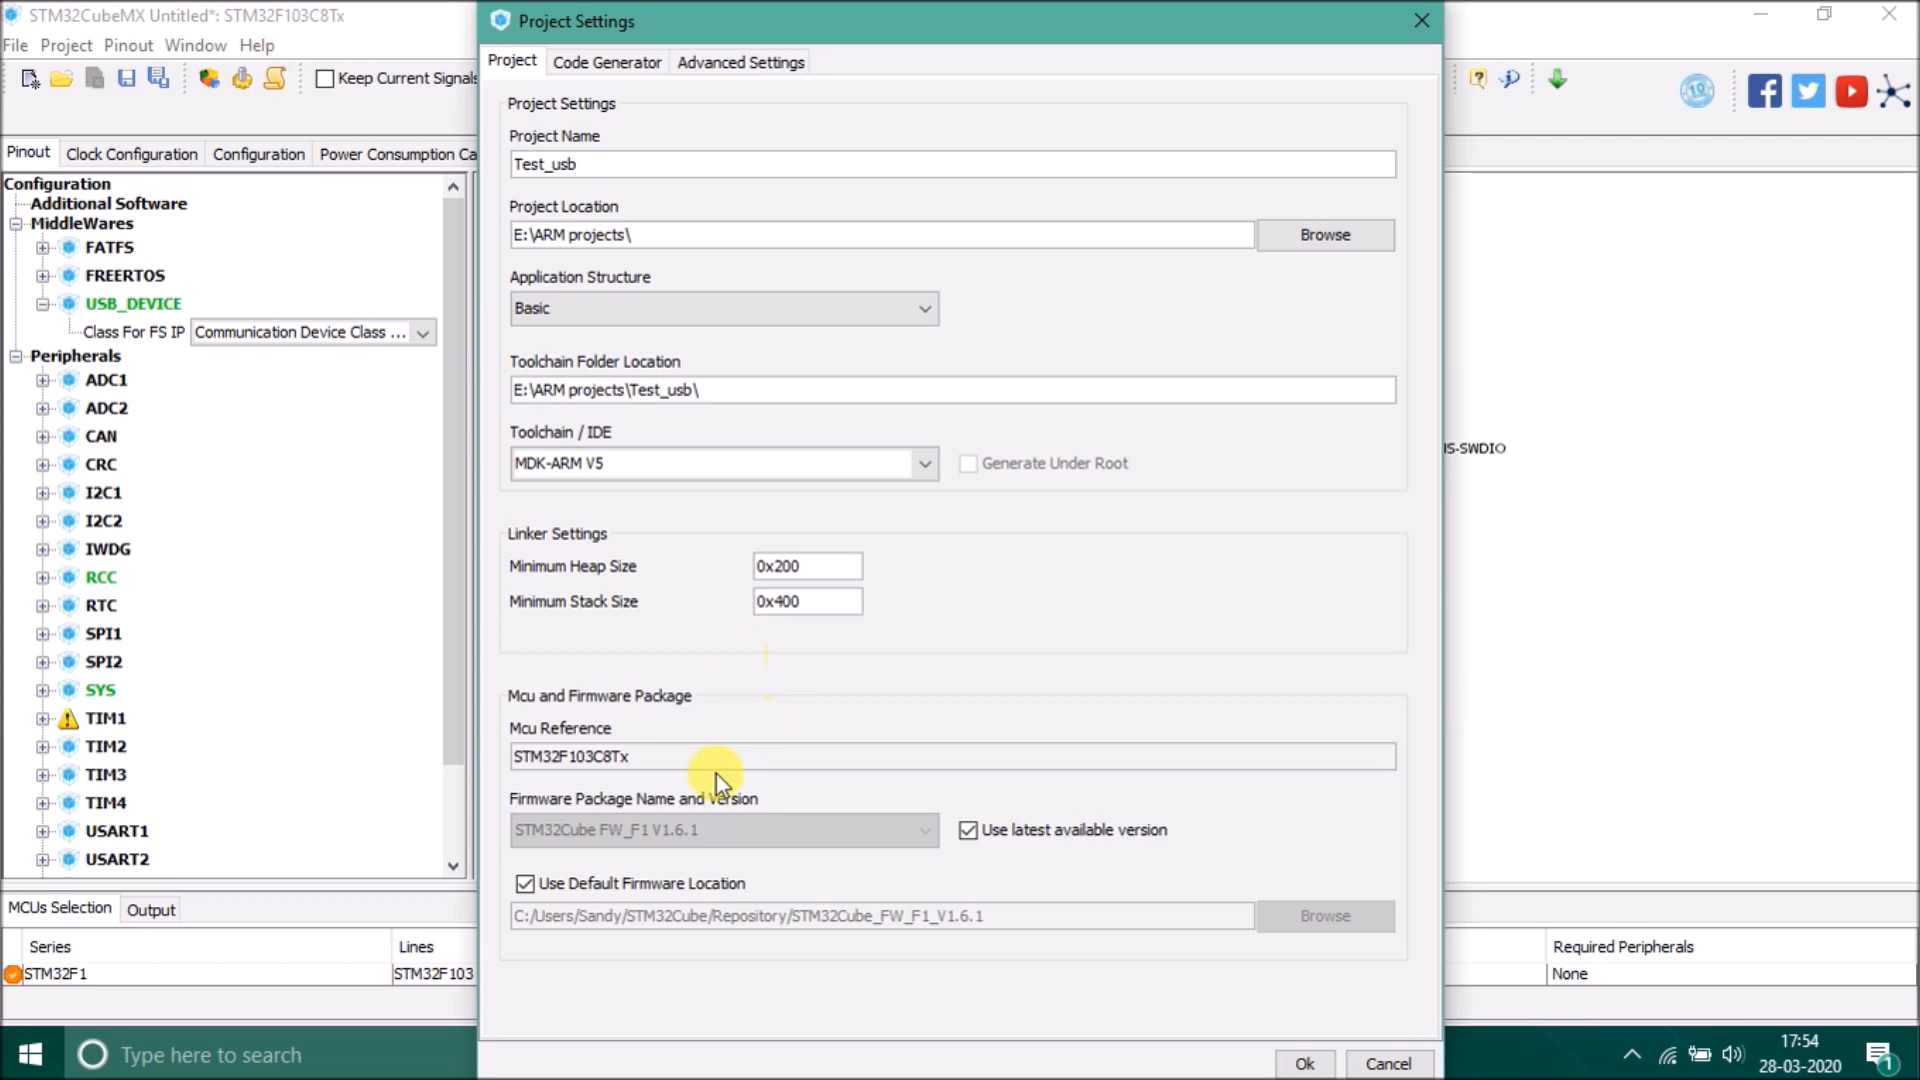 STM32CubeMX Untitled*: STM32F103C8Tx
File Project Pinout Window Help
Keep Current Signals
10
Pinout Clock Configuration Configuration Power Consumption Ca
Configuration
Additional Software
MiddleWares
FATFS
FREERTOS
USB_DEVICE
Class For FS IP Communication Device Class ...
Peripherals
ADC1
ADC2
CAN
CRC
I2C1
I2C2
IWDG
RCC
RTC
SPI1
SPI2
SYS
TIM1
TIM2
TIM3
TIM4
USART1
USART2
MCUs Selection Output
Series Lines Required Peripherals
STM32F1 STM32F103 None
Project Settings
Project Code Generator Advanced Settings
Project Settings
Project Name
Test_usb
Project Location
E:\ARM projects\ Browse
Application Structure
Basic
Toolchain Folder Location
E:\ARM projects\Test_usb\
Toolchain / IDE
MDK-ARM V5 Generate Under Root
Linker Settings
Minimum Heap Size 0x200
Minimum Stack Size 0x400
Mcu and Firmware Package
Mcu Reference
STM32F103C8Tx
Firmware Package Name and Version
STM32Cube FW_F1 V1.6.1 Use latest available version
Use Default Firmware Location
C:/Users/Sandy/STM32Cube/Repository/STM32Cube_FW_F1_V1.6.1 Browse
Ok Cancel
IS-SWDIO
Type here to search
17:54
28-03-2020
1